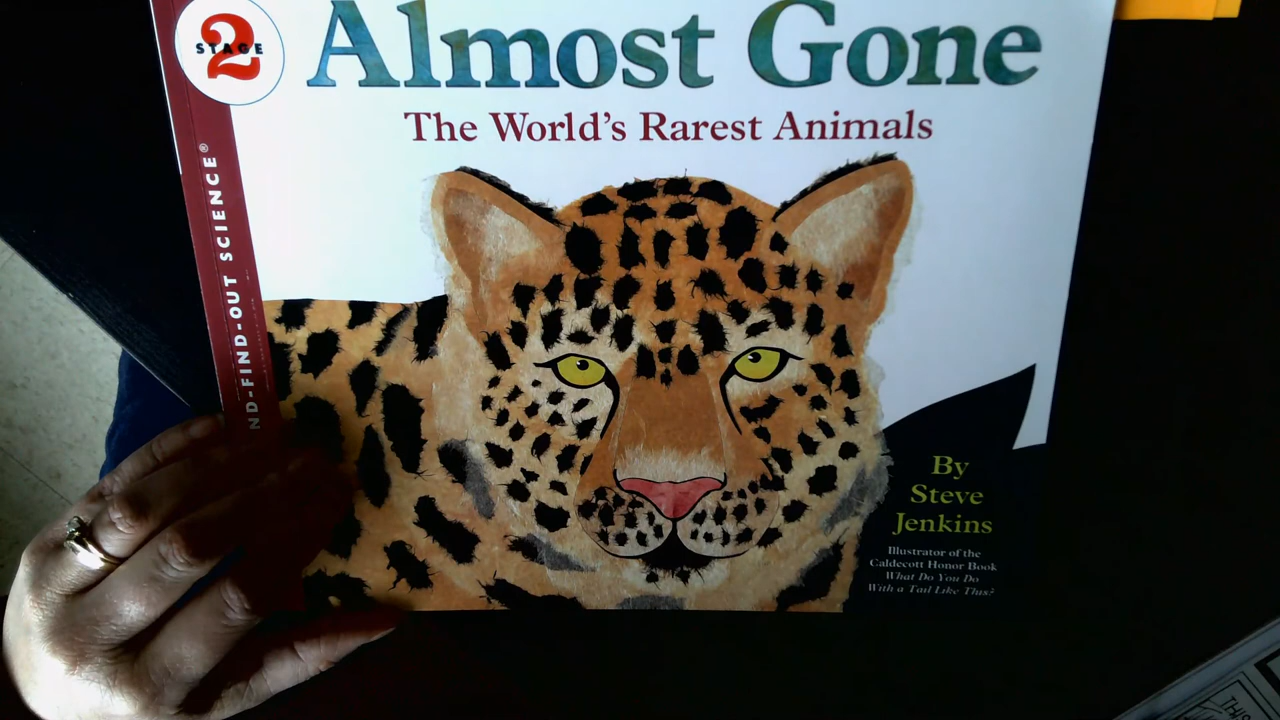 2
STAGE
Almost Gone
The World's Rarest Animals
ND-FIND-OUT SCIENCE®
By
Steve
Jenkins
Illustrator of the
Caldecott Honor Book
What Do You Do
With a Tail Like This?
THIS